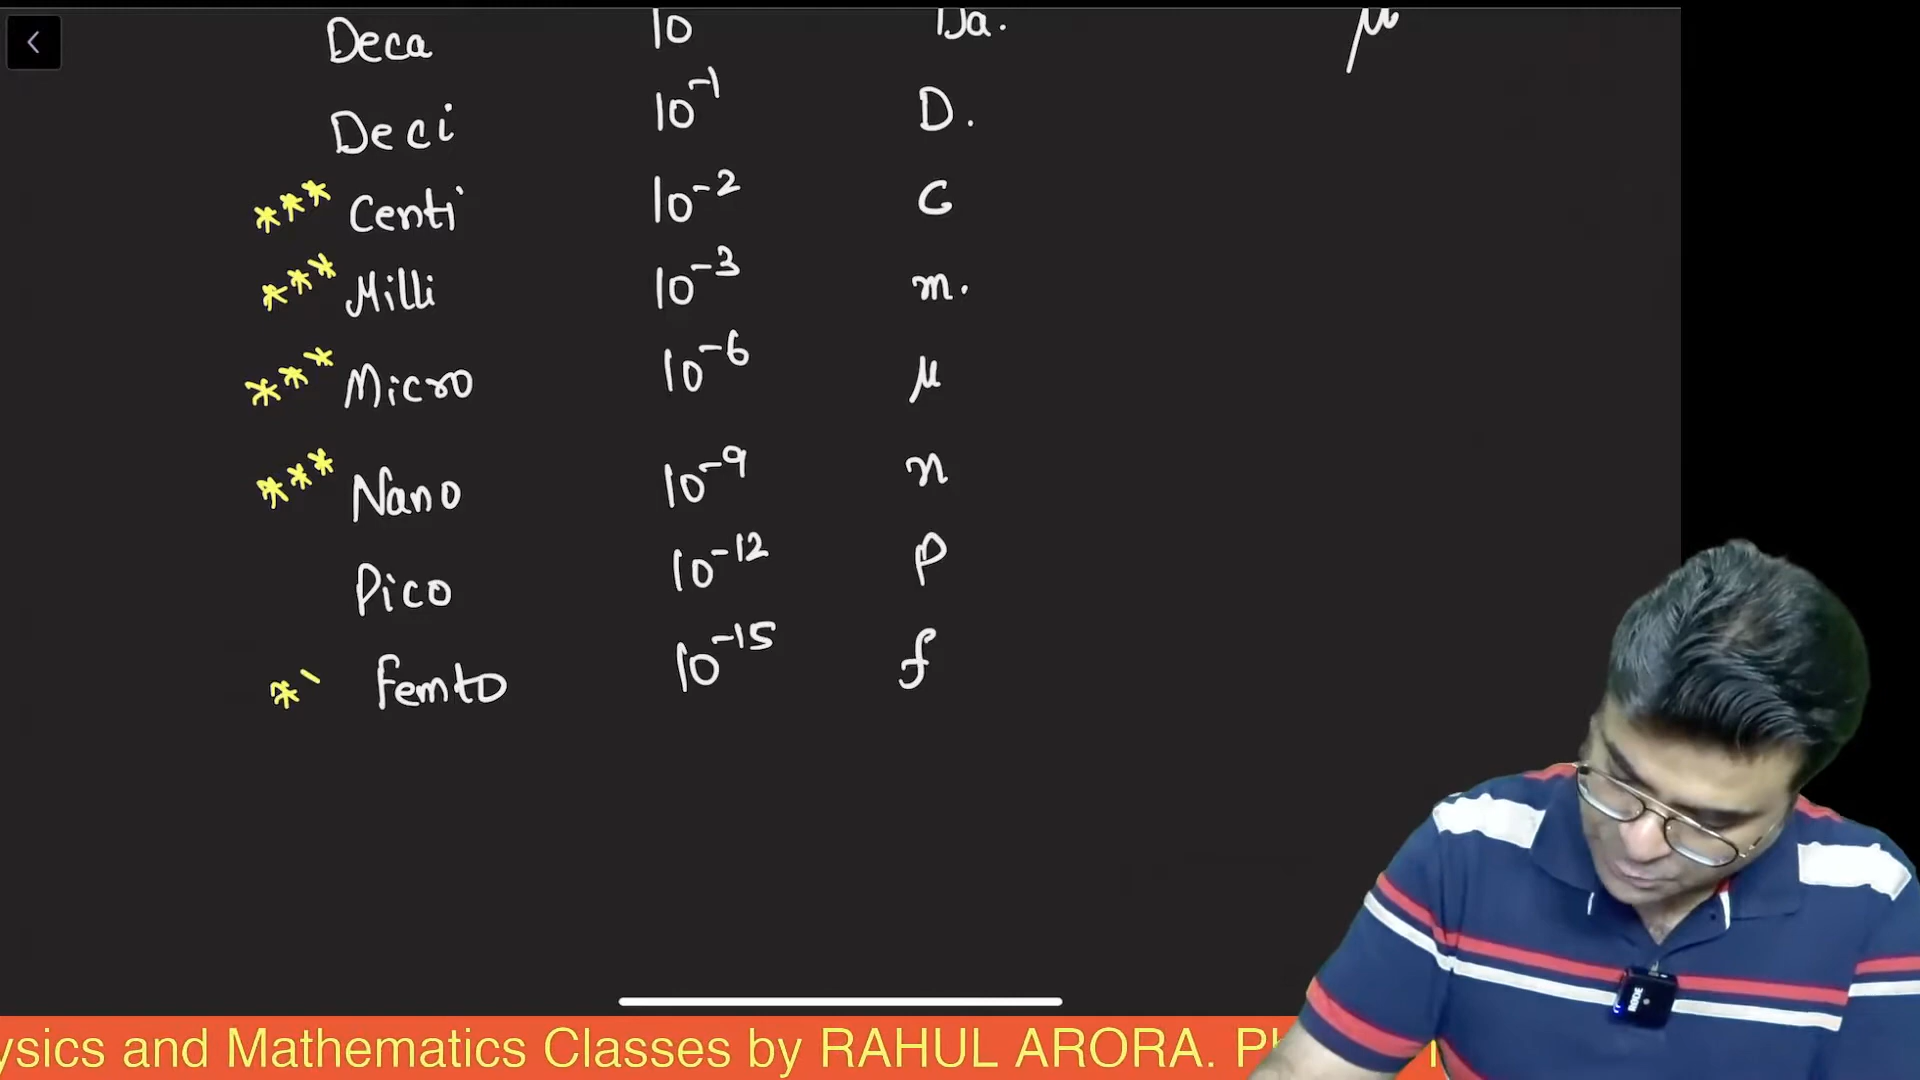 Deca 10 Da. μ
Deci 10⁻¹ D.
*** Centi 10⁻² C
*** Milli 10⁻³ m.
*** Micro 10⁻⁶ μ
*** Nano 10⁻⁹ n
Pico 10⁻¹² p
* Femto 10⁻¹⁵ f
RODE
ysics and Mathematics Classes by RAHUL ARORA. P